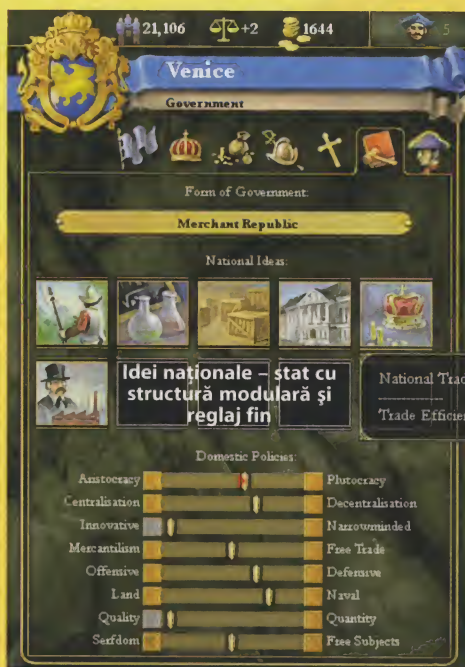 21,106 +2 1644 5
Venice
Government
Form of Government:
Merchant Republic
National Ideas:
Idei naționale – stat cu
structură modulară și
reglaj fin
National Trad
Trade Efficien
Domestic Policies:
Aristocracy Plutocracy
Centralisation Decentralisation
Innovative Narrowminded
Mercantilism Free Trade
Offensive Defensive
Land Naval
Quality Quantity
Serfdom Free Subjects